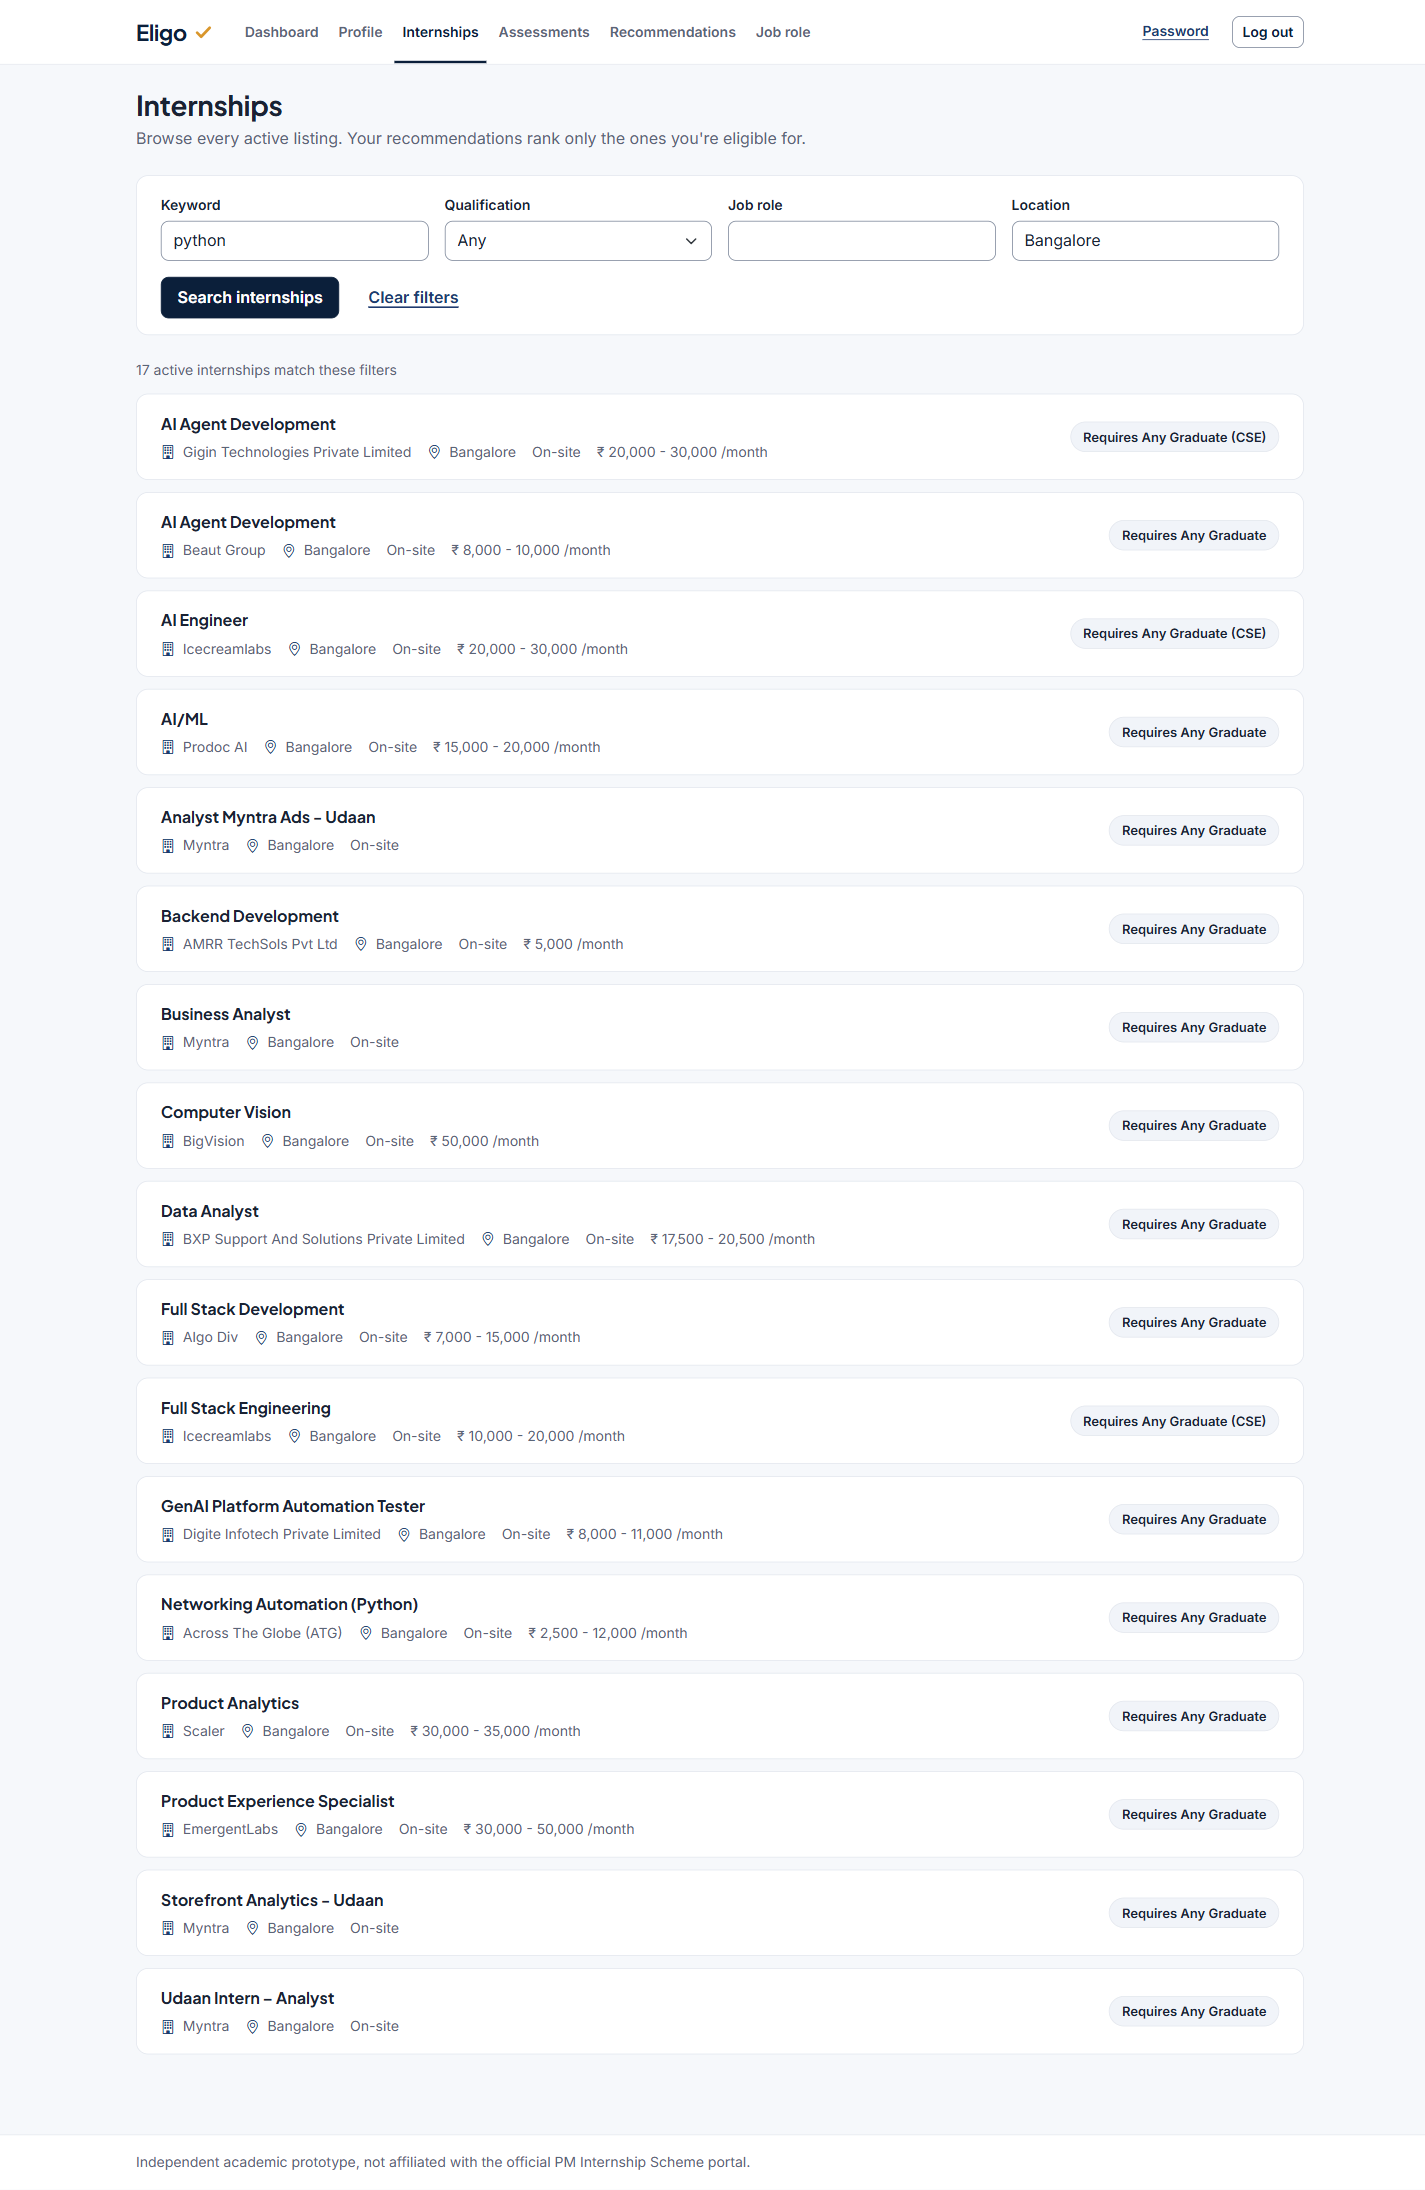 Eligo
Dashboard Profile Internships Assessments Recommendations Job role Password Log out
Internships
Browse every active listing. Your recommendations rank only the ones you're eligible for.
Keyword Qualification Job role Location
python Any Bangalore
Search internships Clear filters
17 active internships match these filters
AI Agent Development
Gigin Technologies Private Limited Bangalore On-site ₹ 20,000 - 30,000 /month
Requires Any Graduate (CSE)
AI Agent Development
Beaut Group Bangalore On-site ₹ 8,000 - 10,000 /month
Requires Any Graduate
AI Engineer
Icecreamlabs Bangalore On-site ₹ 20,000 - 30,000 /month
Requires Any Graduate (CSE)
AI/ML
Prodoc AI Bangalore On-site ₹ 15,000 - 20,000 /month
Requires Any Graduate
Analyst Myntra Ads - Udaan
Myntra Bangalore On-site
Requires Any Graduate
Backend Development
AMRR TechSols Pvt Ltd Bangalore On-site ₹ 5,000 /month
Requires Any Graduate
Business Analyst
Myntra Bangalore On-site
Requires Any Graduate
Computer Vision
BigVision Bangalore On-site ₹ 50,000 /month
Requires Any Graduate
Data Analyst
BXP Support And Solutions Private Limited Bangalore On-site ₹ 17,500 - 20,500 /month
Requires Any Graduate
Full Stack Development
Algo Div Bangalore On-site ₹ 7,000 - 15,000 /month
Requires Any Graduate
Full Stack Engineering
Icecreamlabs Bangalore On-site ₹ 10,000 - 20,000 /month
Requires Any Graduate (CSE)
GenAI Platform Automation Tester
Digite Infotech Private Limited Bangalore On-site ₹ 8,000 - 11,000 /month
Requires Any Graduate
Networking Automation (Python)
Across The Globe (ATG) Bangalore On-site ₹ 2,500 - 12,000 /month
Requires Any Graduate
Product Analytics
Scaler Bangalore On-site ₹ 30,000 - 35,000 /month
Requires Any Graduate
Product Experience Specialist
EmergentLabs Bangalore On-site ₹ 30,000 - 50,000 /month
Requires Any Graduate
Storefront Analytics - Udaan
Myntra Bangalore On-site
Requires Any Graduate
Udaan Intern – Analyst
Myntra Bangalore On-site
Requires Any Graduate
Independent academic prototype, not affiliated with the official PM Internship Scheme portal.